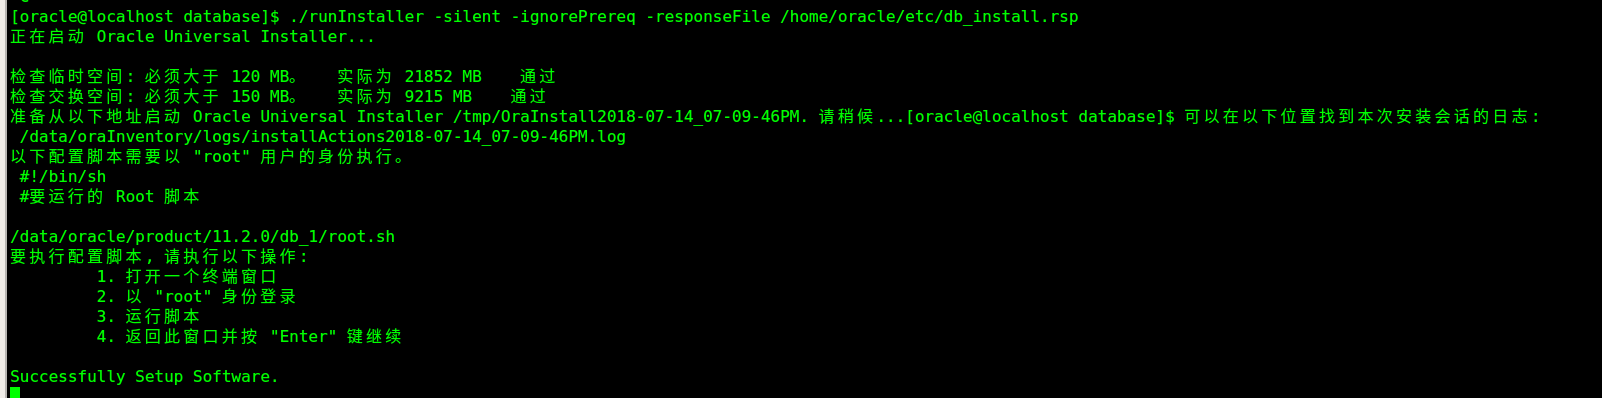 [oracle@localhost database]$ ./runInstaller -silent -ignorePrereq -responseFile /home/oracle/etc/db_install.rsp
正在启动 Oracle Universal Installer...
检查临时空间: 必须大于 120 MB。   实际为 21852 MB    通过
检查交换空间: 必须大于 150 MB。   实际为 9215 MB    通过
准备从以下地址启动 Oracle Universal Installer /tmp/OraInstall2018-07-14_07-09-46PM. 请稍候...[oracle@localhost database]$ 可以在以下位置找到本次安装会话的日志:
 /data/oraInventory/logs/installActions2018-07-14_07-09-46PM.log
以下配置脚本需要以 "root" 用户的身份执行。
 #!/bin/sh
 #要运行的 Root 脚本
/data/oracle/product/11.2.0/db_1/root.sh
要执行配置脚本, 请执行以下操作:
         1. 打开一个终端窗口
         2. 以 "root" 身份登录
         3. 运行脚本
         4. 返回此窗口并按 "Enter" 键继续
Successfully Setup Software.